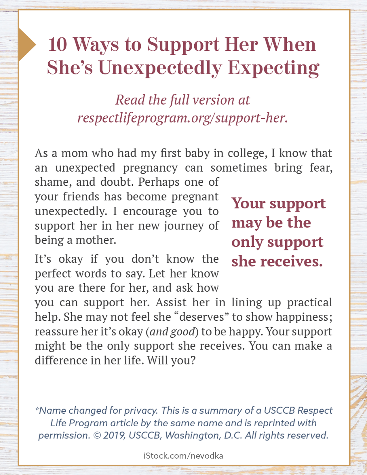 10 Ways to Support Her When
She’s Unexpectedly Expecting
Read the full version at
respectlifeprogram.org/support-her.
As a mom who had my first baby in college, I know that
an unexpected pregnancy can sometimes bring fear,
shame, and doubt. Perhaps one of
your friends has become pregnant
unexpectedly. I encourage you to
support her in her new journey of
being a mother.
Your support
may be the
only support
she receives.
It’s okay if you don’t know the
perfect words to say. Let her know
you are there for her, and ask how
you can support her. Assist her in lining up practical
help. She may not feel she “deserves” to show happiness;
reassure her it’s okay (and good) to be happy. Your support
might be the only support she receives. You can make a
difference in her life. Will you?
*Name changed for privacy. This is a summary of a USCCB Respect
Life Program article by the same name and is reprinted with
permission. © 2019, USCCB, Washington, D.C. All rights reserved.
iStock.com/nevodka